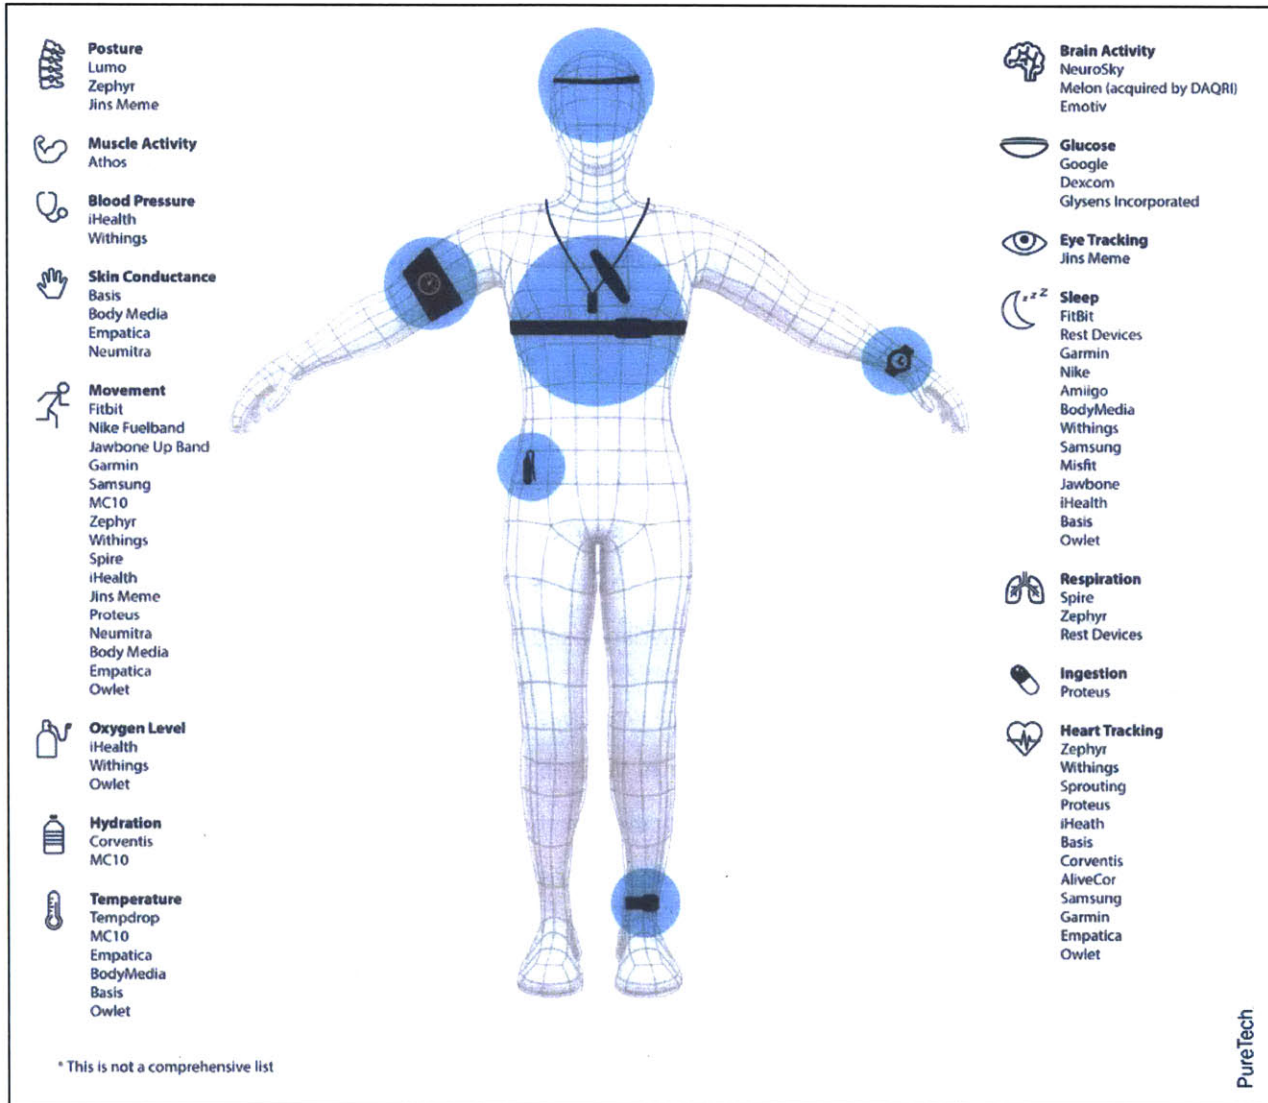 Posture
Lumo
Zephyr
Jins Meme
Muscle Activity
Athos
Blood Pressure
iHealth
Withings
Skin Conductance
Basis
Body Media
Empatica
Neumitra
Movement
Fitbit
Nike Fuelband
Jawbone Up Band
Garmin
Samsung
MC10
Zephyr
Withings
Spire
iHealth
Jins Meme
Proteus
Neumitra
Body Media
Empatica
Owlet
Oxygen Level
iHealth
Withings
Owlet
Hydration
Corventis
MC10
Temperature
Tempdrop
MC10
Empatica
BodyMedia
Basis
Owlet
* This is not a comprehensive list
Brain Activity
NeuroSky
Melon (acquired by DAQRI)
Emotiv
Glucose
Google
Dexcom
Glysens Incorporated
Eye Tracking
Jins Meme
zzZ
Sleep
FitBit
Rest Devices
Garmin
Nike
Amiigo
BodyMedia
Withings
Samsung
Misfit
Jawbone
iHealth
Basis
Owlet
Respiration
Spire
Zephyr
Rest Devices
Ingestion
Proteus
Heart Tracking
Zephyr
Withings
Sprouting
Proteus
iHeath
Basis
Corventis
AliveCor
Samsung
Garmin
Empatica
Owlet
PureTech